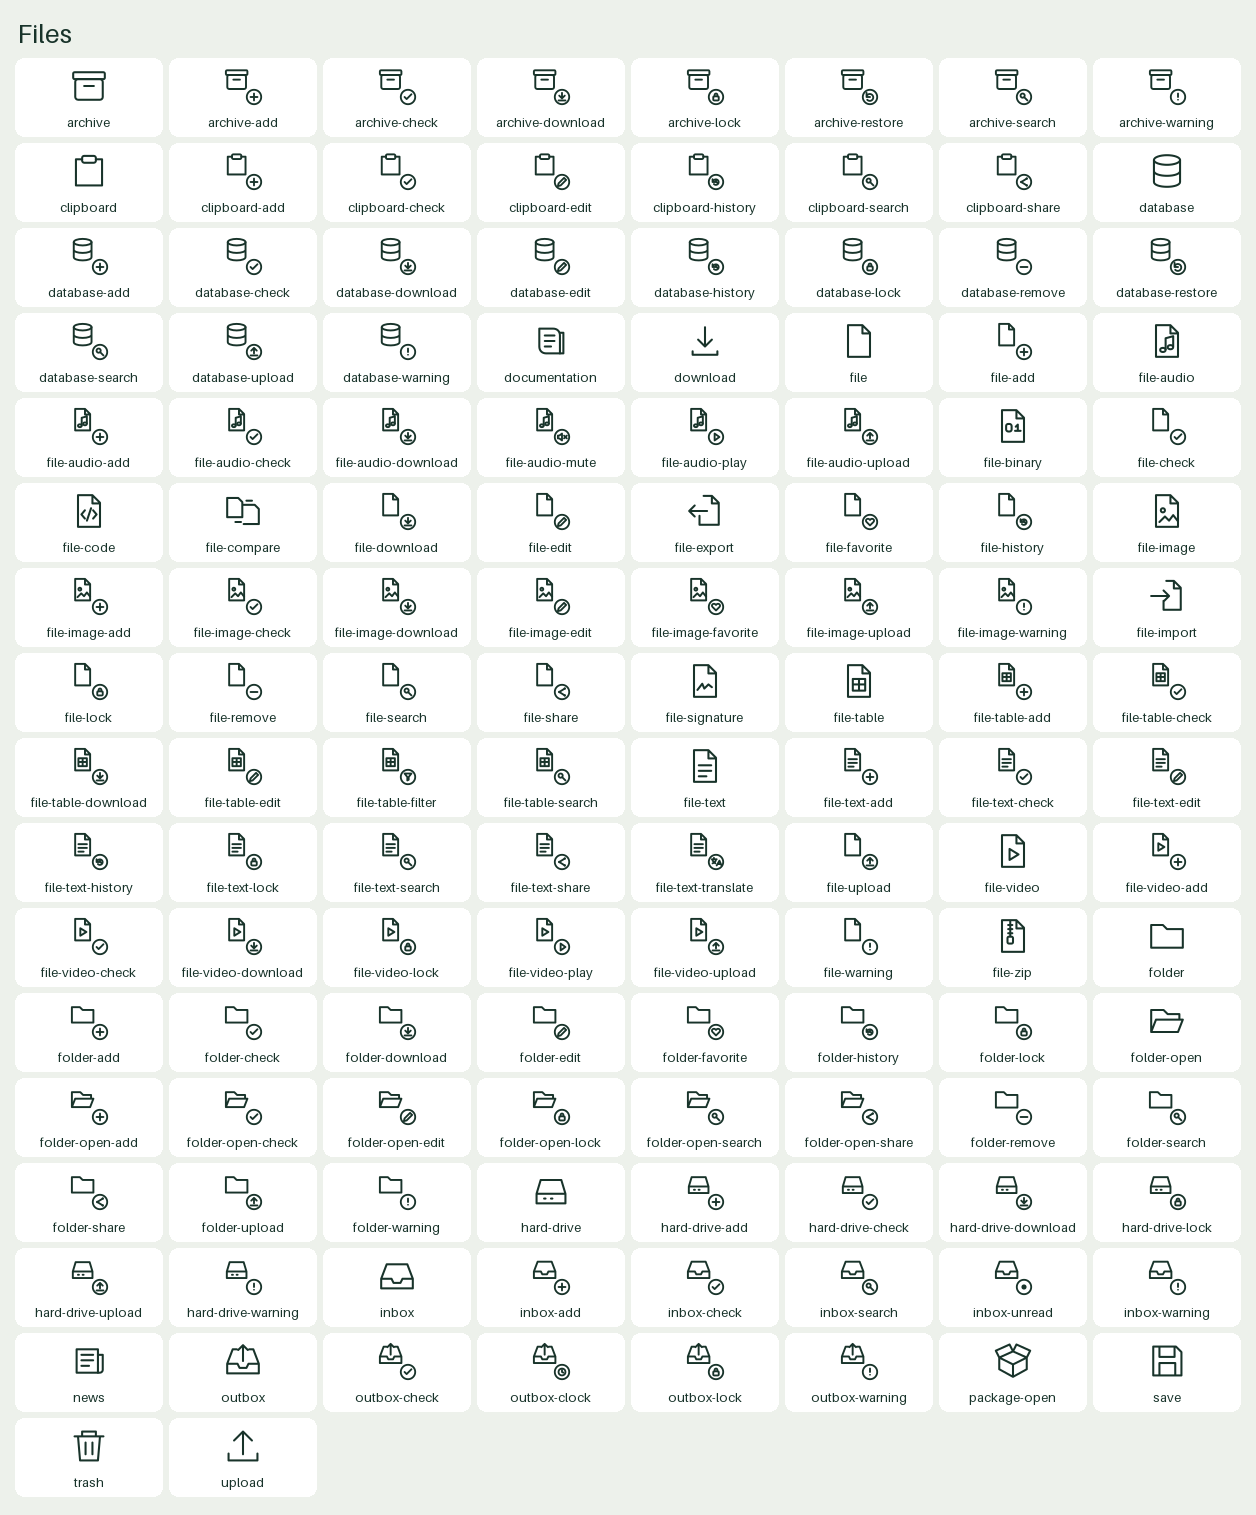 Files
archive archive-add archive-check archive-download archive-lock archive-restore archive-search archive-warning
clipboard clipboard-add clipboard-check clipboard-edit clipboard-history clipboard-search clipboard-share database
database-add database-check database-download database-edit database-history database-lock database-remove database-restore
database-search database-upload database-warning documentation download file file-add file-audio
file-audio-add file-audio-check file-audio-download file-audio-mute file-audio-play file-audio-upload file-binary file-check
file-code file-compare file-download file-edit file-export file-favorite file-history file-image
file-image-add file-image-check file-image-download file-image-edit file-image-favorite file-image-upload file-image-warning file-import
file-lock file-remove file-search file-share file-signature file-table file-table-add file-table-check
file-table-download file-table-edit file-table-filter file-table-search file-text file-text-add file-text-check file-text-edit
file-text-history file-text-lock file-text-search file-text-share file-text-translate file-upload file-video file-video-add
file-video-check file-video-download file-video-lock file-video-play file-video-upload file-warning file-zip folder
folder-add folder-check folder-download folder-edit folder-favorite folder-history folder-lock folder-open
folder-open-add folder-open-check folder-open-edit folder-open-lock folder-open-search folder-open-share folder-remove folder-search
folder-share folder-upload folder-warning hard-drive hard-drive-add hard-drive-check hard-drive-download hard-drive-lock
hard-drive-upload hard-drive-warning inbox inbox-add inbox-check inbox-search inbox-unread inbox-warning
news outbox outbox-check outbox-clock outbox-lock outbox-warning package-open save
trash upload